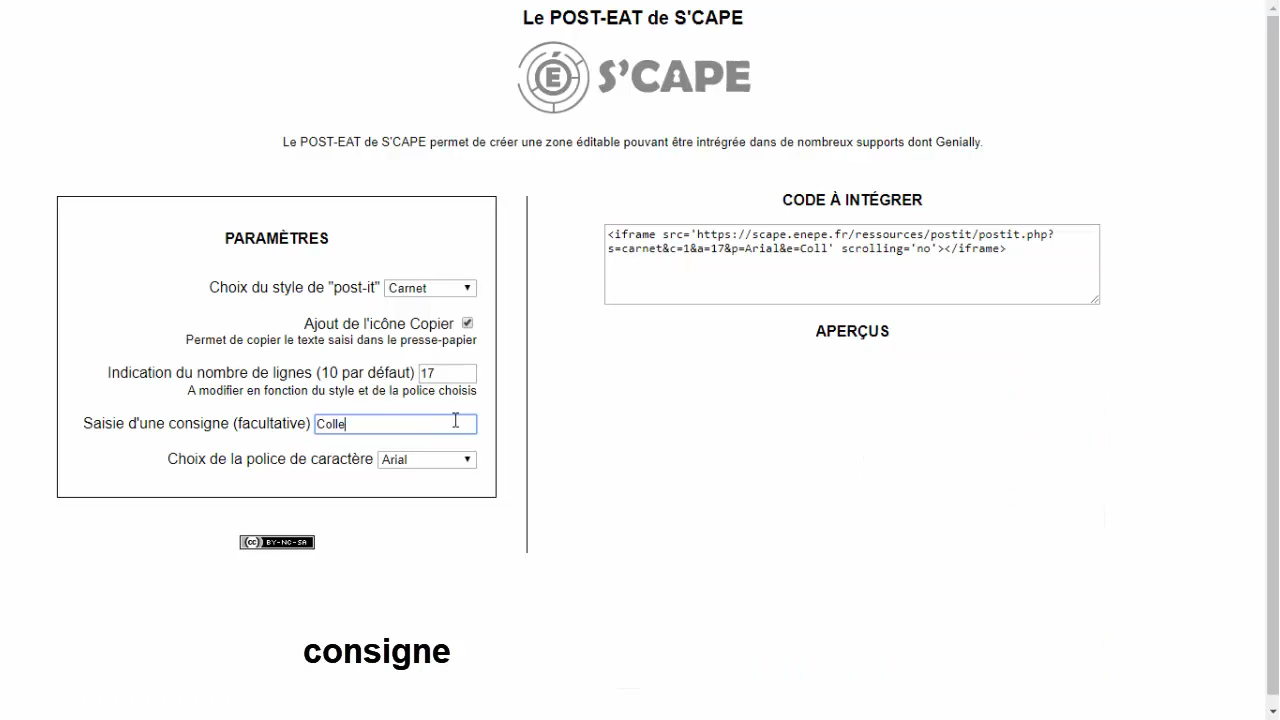 Le POST-EAT de S'CAPE
É S'CAPE
Le POST-EAT de S'CAPE permet de créer une zone éditable pouvant être intrégrée dans de nombreux supports dont Genially.
PARAMÈTRES
Choix du style de "post-it" Carnet
Ajout de l'icône Copier
Permet de copier le texte saisi dans le presse-papier
Indication du nombre de lignes (10 par défaut) 17
A modifier en fonction du style et de la police choisis
Saisie d'une consigne (facultative) Colle
Choix de la police de caractère Arial
cc BY-NC-SA
CODE À INTÉGRER
<iframe src='https://scape.enepe.fr/ressources/postit/postit.php?
s=carnet&c=1&a=17&p=Arial&e=Coll' scrolling='no'></iframe>
APERÇUS
consigne